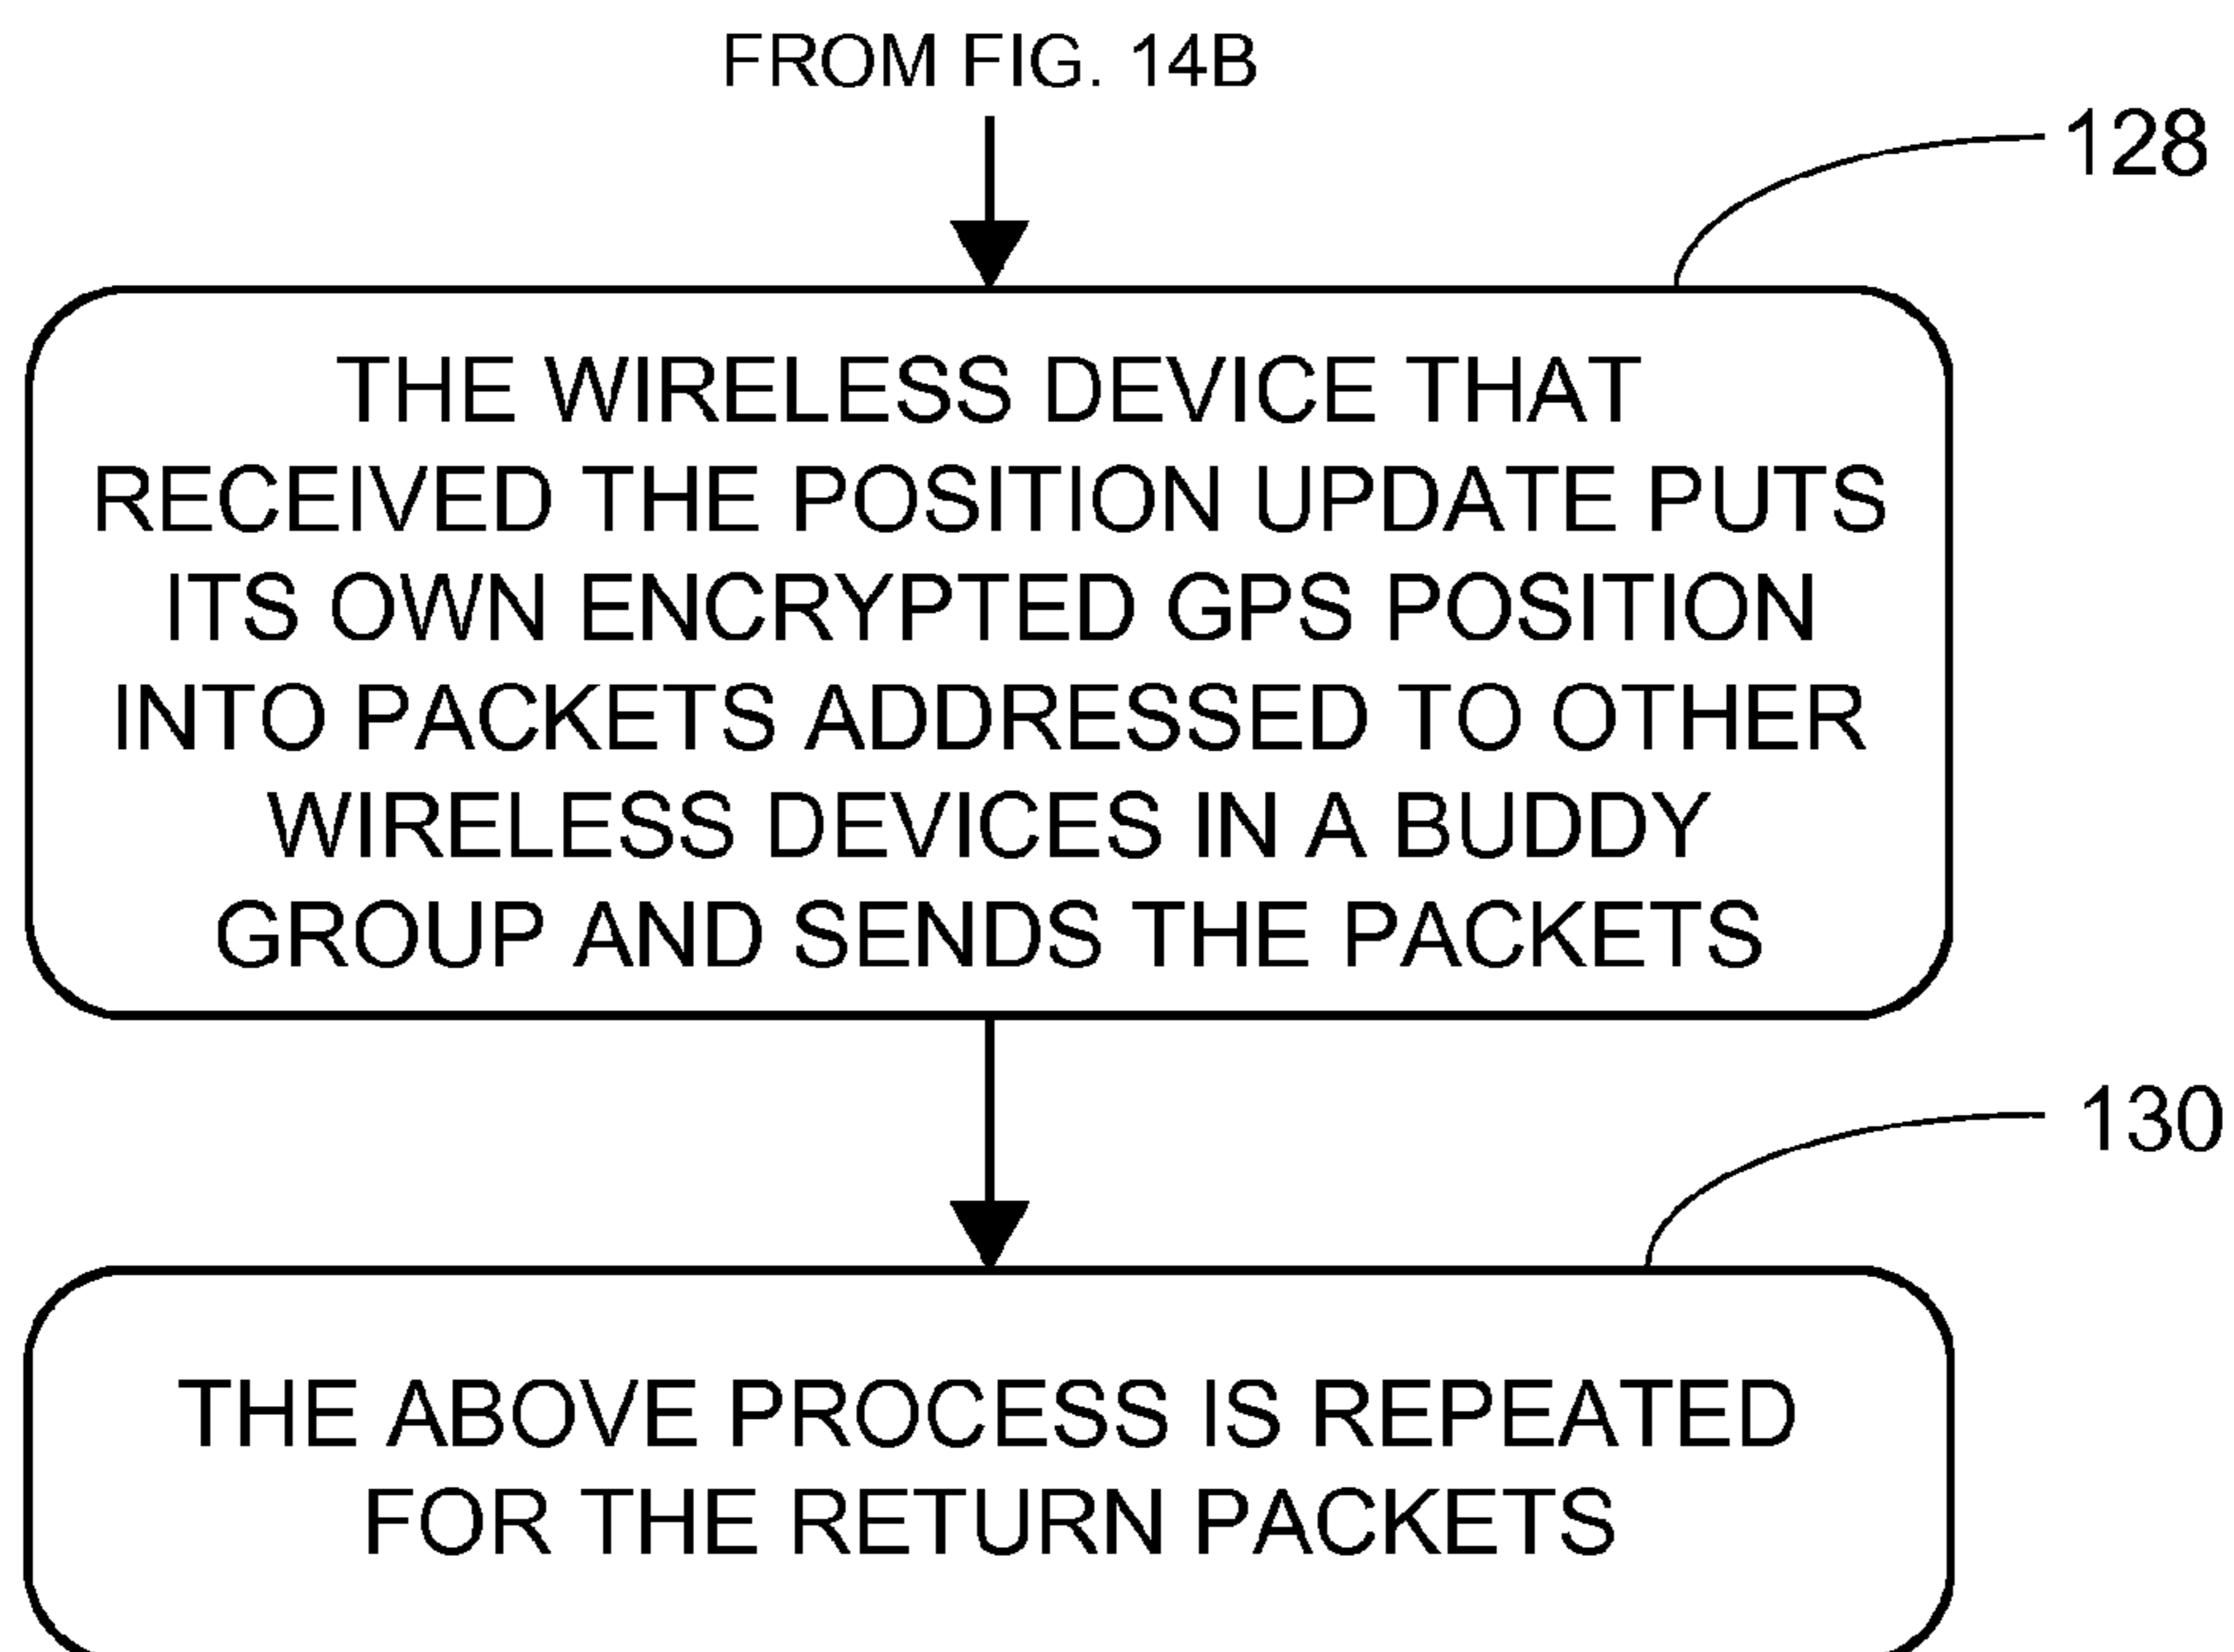 FROM FIG. 14B
128
THE WIRELESS DEVICE THAT
RECEIVED THE POSITION UPDATE PUTS
ITS OWN ENCRYPTED GPS POSITION
INTO PACKETS ADDRESSED TO OTHER
WIRELESS DEVICES IN A BUDDY
GROUP AND SENDS THE PACKETS
130
THE ABOVE PROCESS IS REPEATED
FOR THE RETURN PACKETS